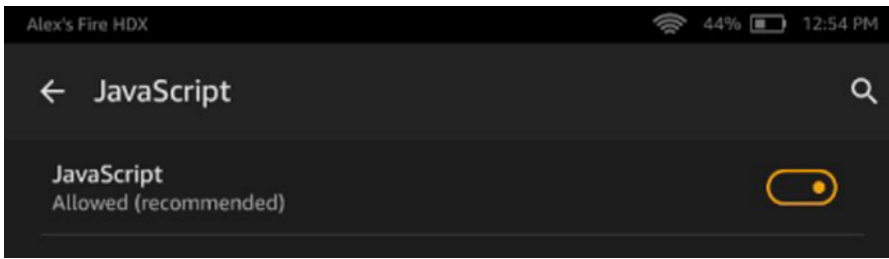 Alex's Fire HDX 44% 12:54 PM
JavaScript
JavaScript
Allowed (recommended)